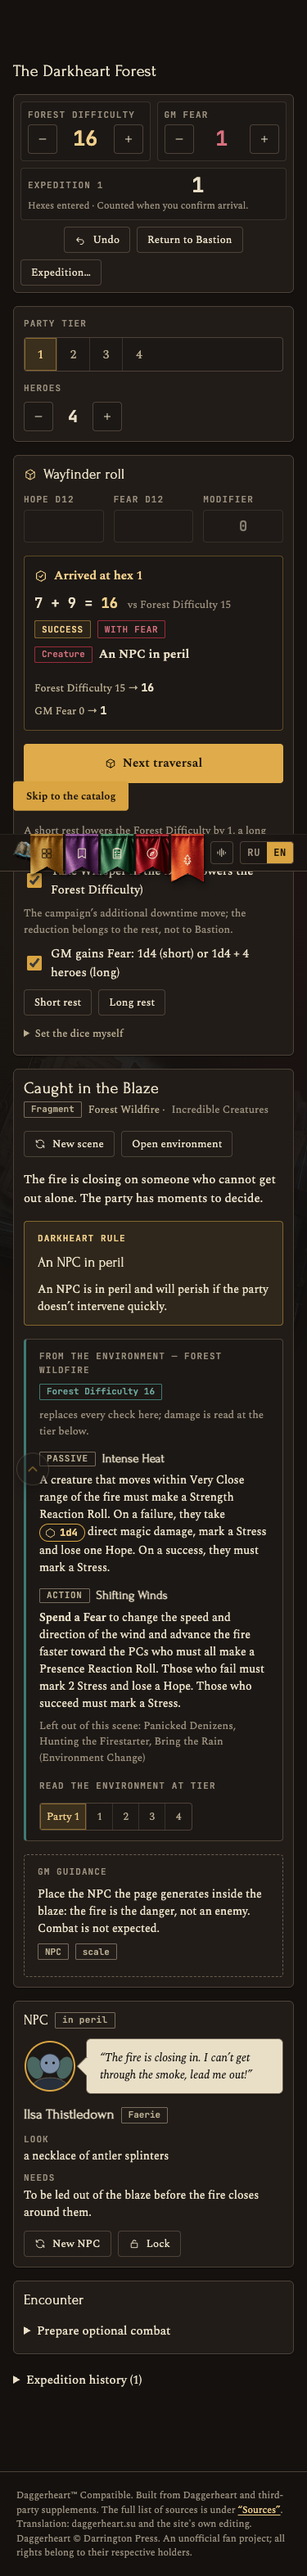 The Darkheart Forest
FOREST DIFFICULTY
− 16 +
GM FEAR
− 1 +
EXPEDITION 1
1
Hexes entered · Counted when you confirm arrival.
Undo
Return to Bastion
Expedition…
PARTY TIER
1 2 3 4
HEROES
− 4 +
Wayfinder roll
HOPE D12 FEAR D12 MODIFIER
0
Arrived at hex 1
7 + 9 = 16 vs Forest Difficulty 15
SUCCESS WITH FEAR
Creature An NPC in peril
Forest Difficulty 15 → 16
GM Fear 0 → 1
Next traversal
Skip to the catalog
A short rest lowers the Forest Difficulty by 1, a long
RU EN
Forest Difficulty)
The campaign’s additional downtime move; the
reduction belongs to the rest, not to Bastion.
GM gains Fear: 1d4 (short) or 1d4 + 4
heroes (long)
Short rest
Long rest
Set the dice myself
Caught in the Blaze
Fragment Forest Wildfire · Incredible Creatures
New scene
Open environment
The fire is closing on someone who cannot get
out alone. The party has moments to decide.
DARKHEART RULE
An NPC in peril
An NPC is in peril and will perish if the party
doesn’t intervene quickly.
FROM THE ENVIRONMENT — FOREST
WILDFIRE
Forest Difficulty 16
replaces every check here; damage is read at the
tier below.
PASSIVE Intense Heat
A creature that moves within Very Close
range of the fire must make a Strength
Reaction Roll. On a failure, they take
1d4 direct magic damage, mark a Stress
and lose one Hope. On a success, they must
mark a Stress.
ACTION Shifting Winds
Spend a Fear to change the speed and
direction of the wind and advance the fire
faster toward the PCs who must all make a
Presence Reaction Roll. Those who fail must
mark 2 Stress and lose a Hope. Those who
succeed must mark a Stress.
Left out of this scene: Panicked Denizens,
Hunting the Firestarter, Bring the Rain
(Environment Change)
READ THE ENVIRONMENT AT TIER
Party 1 1 2 3 4
GM GUIDANCE
Place the NPC the page generates inside the
blaze: the fire is the danger, not an enemy.
Combat is not expected.
NPC scale
NPC in peril
“The fire is closing in. I can’t get
through the smoke, lead me out!”
Ilsa Thistledown Faerie
LOOK
a necklace of antler splinters
NEEDS
To be led out of the blaze before the fire closes
around them.
New NPC
Lock
Encounter
Prepare optional combat
Expedition history (1)
Daggerheart™ Compatible. Built from Daggerheart and third-
party supplements. The full list of sources is under “Sources”.
Translation: daggerheart.su and the site’s own editing.
Daggerheart © Darrington Press. An unofficial fan project; all
rights belong to their respective holders.